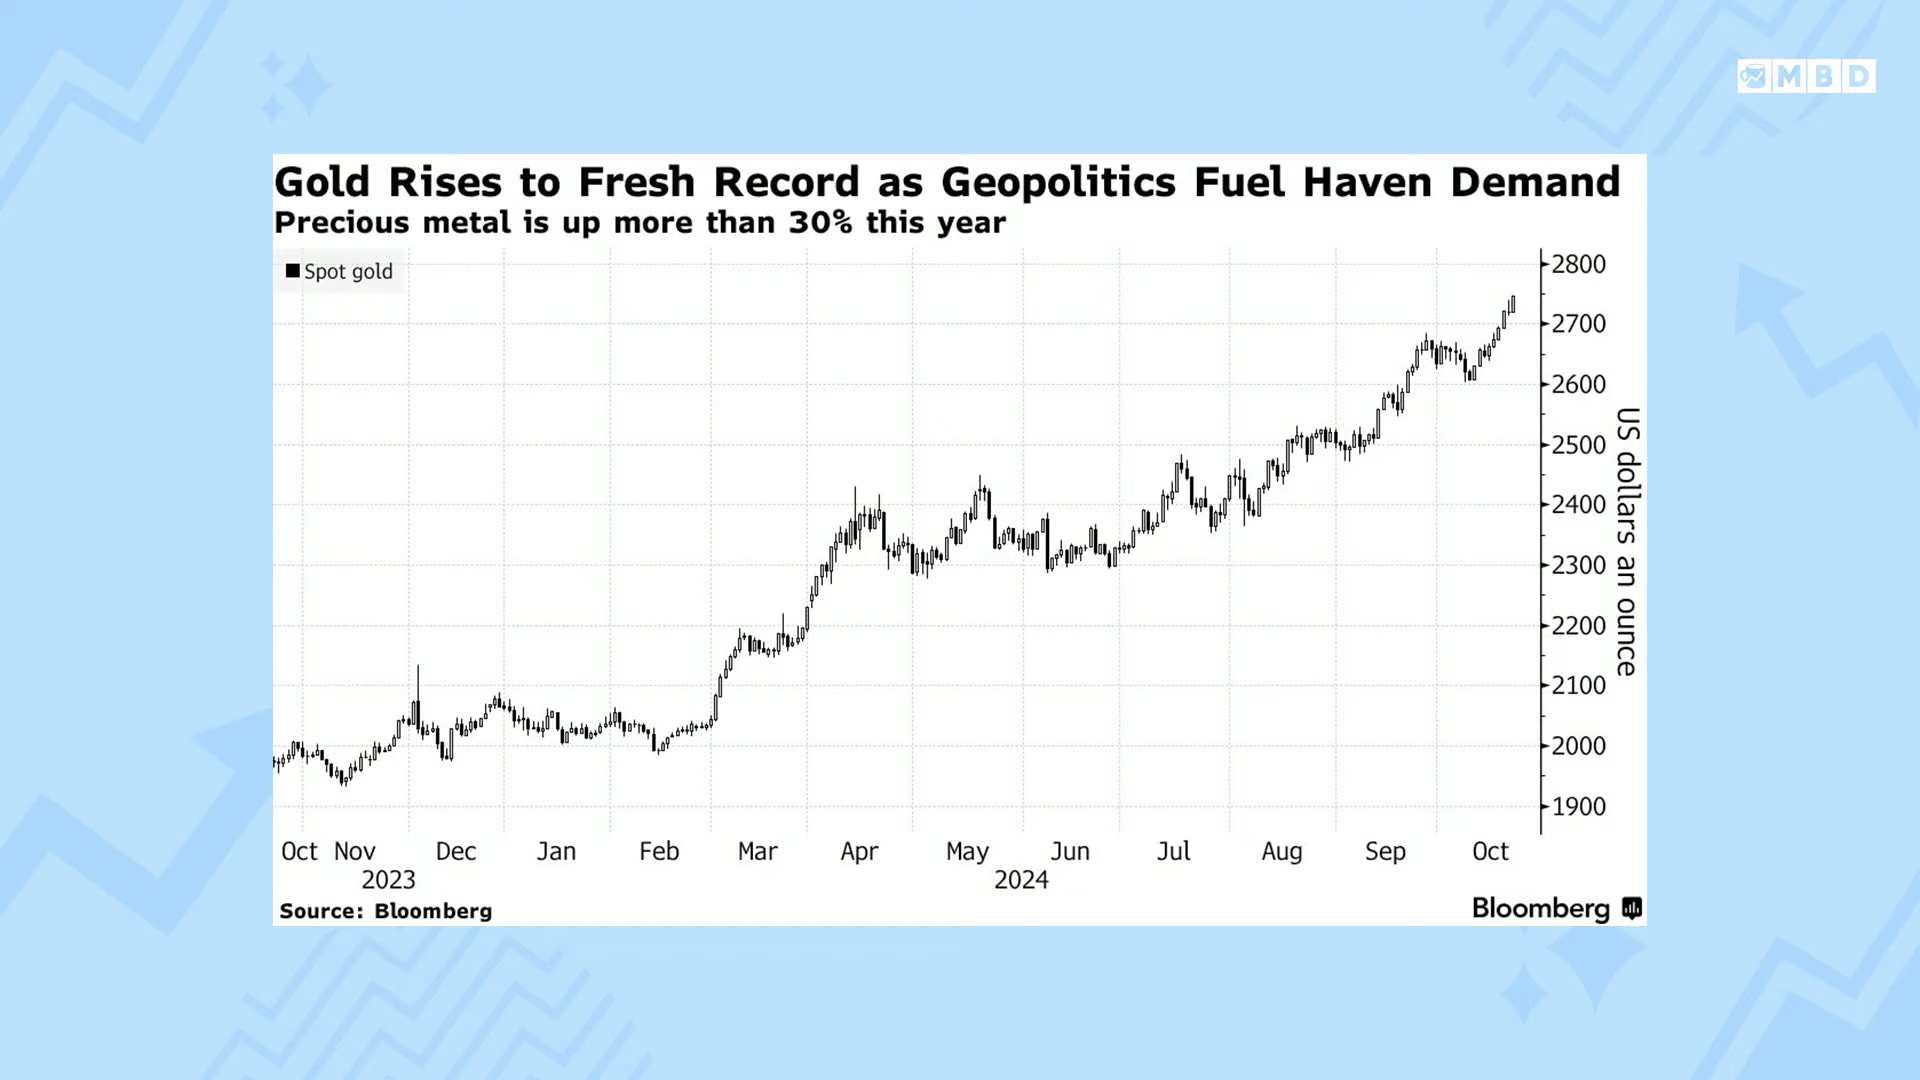 MBD
Gold Rises to Fresh Record as Geopolitics Fuel Haven Demand
Precious metal is up more than 30% this year
Spot gold
2800
2700
2600
2500
2400
2300
2200
2100
2000
1900
US dollars an ounce
Oct Nov Dec Jan Feb Mar Apr May Jun Jul Aug Sep Oct
2023 2024
Source: Bloomberg
Bloomberg